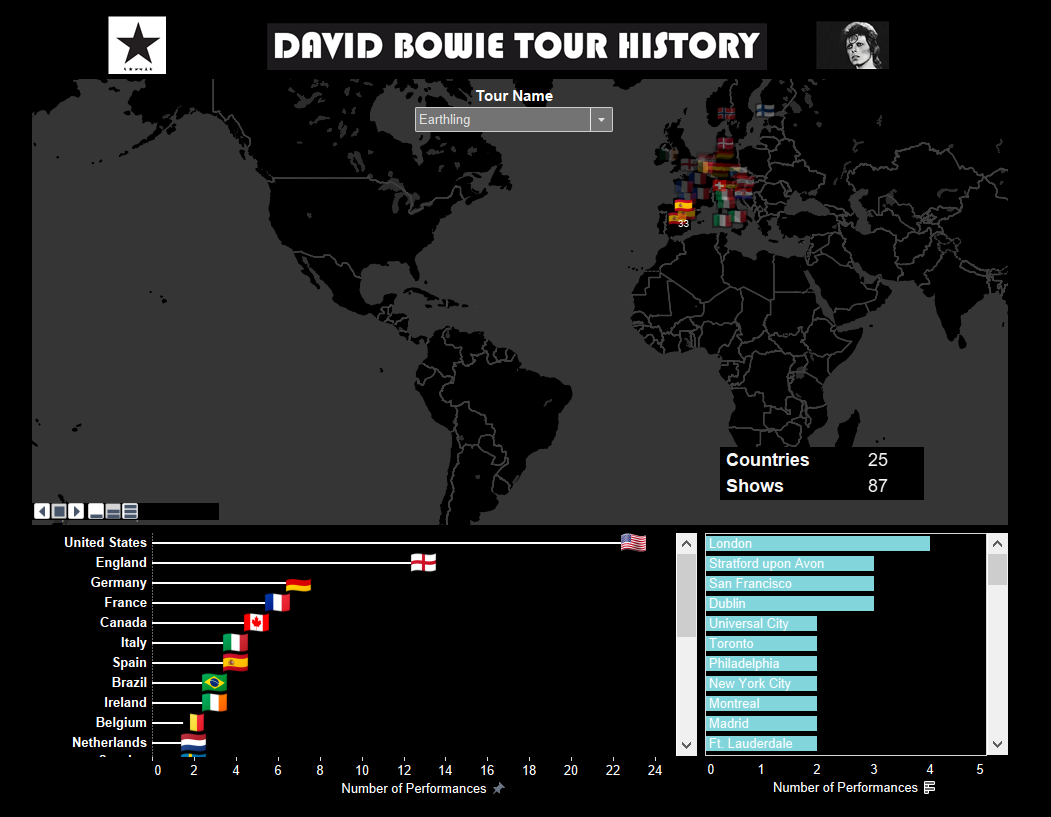 DAVID BOWIE TOUR HISTORY
Tour Name
Earthling
33
Countries 25
Shows 87
United States
England
Germany
France
Canada
Italy
Spain
Brazil
Ireland
Belgium
Netherlands
0 2 4 6 8 10 12 14 16 18 20 22 24
Number of Performances
London
Stratford upon Avon
San Francisco
Dublin
Universal City
Toronto
Philadelphia
New York City
Montreal
Madrid
Ft. Lauderdale
0 1 2 3 4 5
Number of Performances